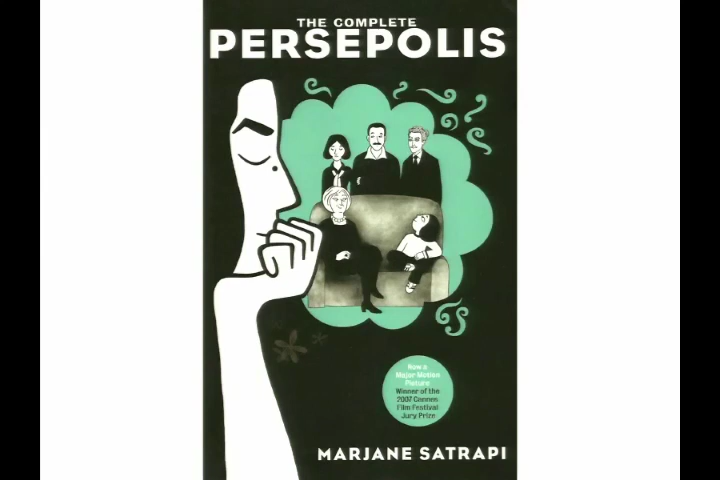 THE COMPLETE
PERSEPOLIS
Now a
Major Motion
Picture
Winner of the
2007 Cannes
Film Festival
Jury Prize
MARJANE SATRAPI